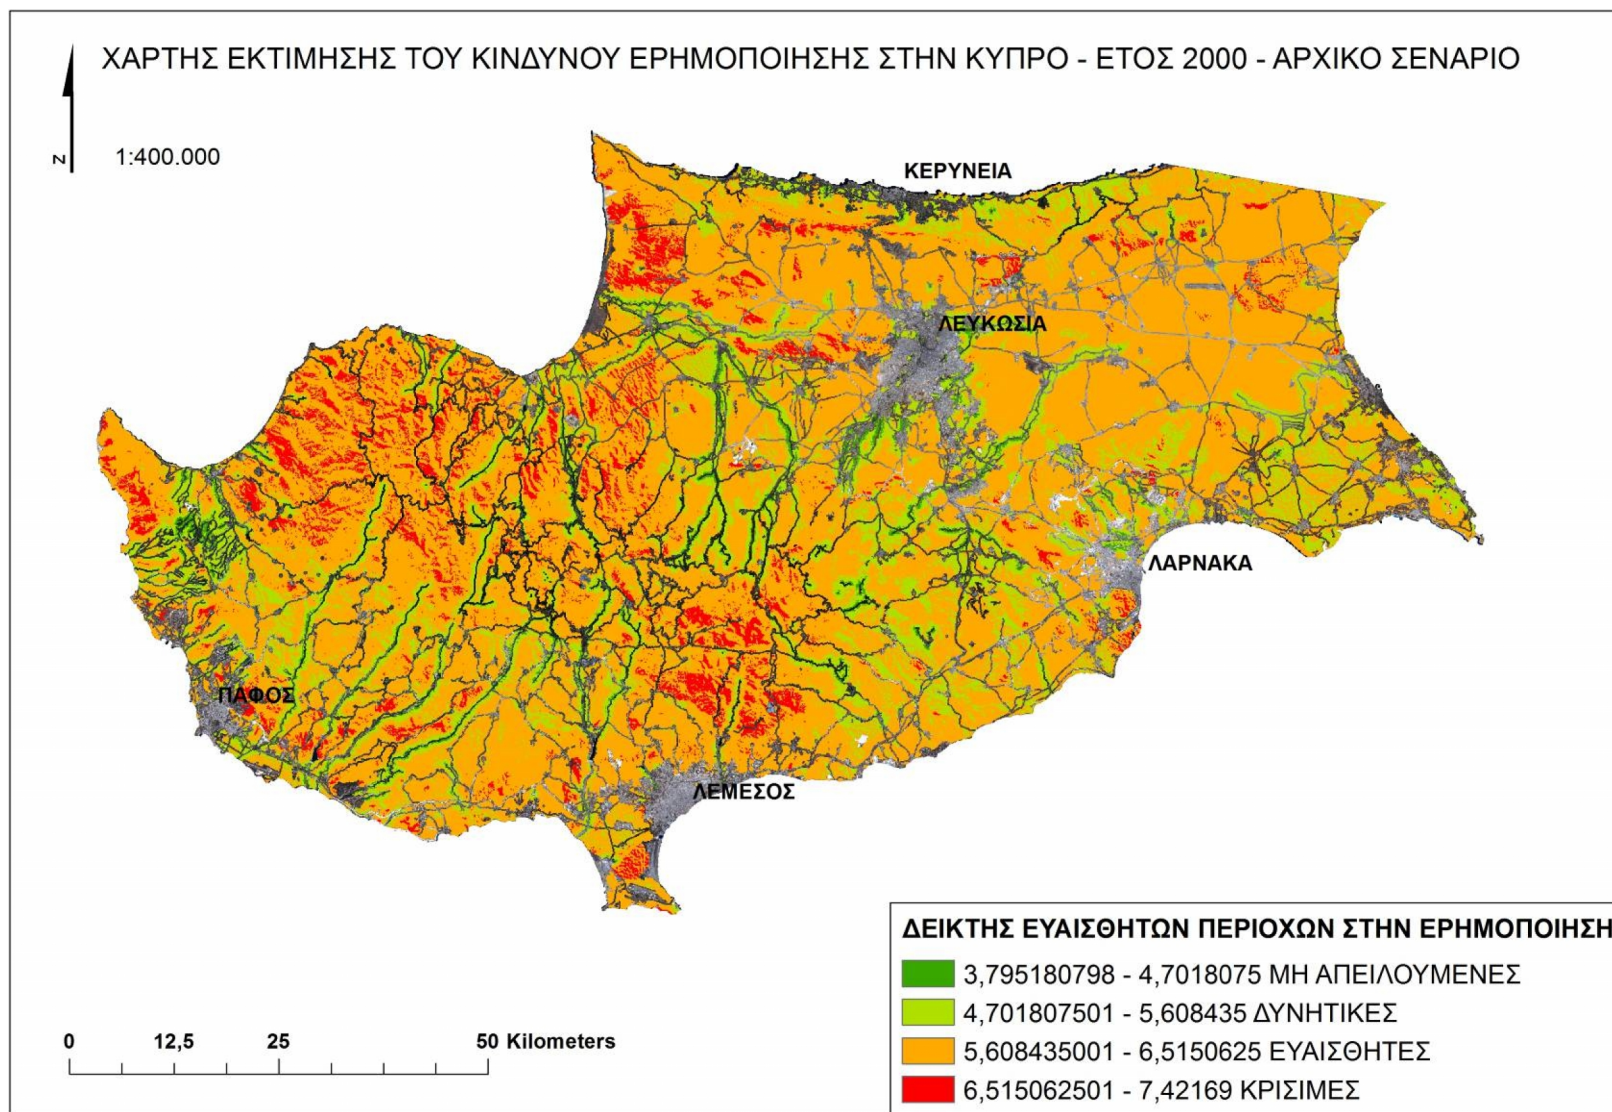 ΧΑΡΤΗΣ ΕΚΤΙΜΗΣΗΣ ΤΟΥ ΚΙΝΔΥΝΟΥ ΕΡΗΜΟΠΟΙΗΣΗΣ ΣΤΗΝ ΚΥΠΡΟ - ΕΤΟΣ 2000 - ΑΡΧΙΚΟ ΣΕΝΑΡΙΟ
N
1:400.000
ΚΕΡΥΝΕΙΑ
ΛΕΥΚΩΣΙΑ
ΛΑΡΝΑΚΑ
ΠΑΦΟΣ
ΛΕΜΕΣΟΣ
ΔΕΙΚΤΗΣ ΕΥΑΙΣΘΗΤΩΝ ΠΕΡΙΟΧΩΝ ΣΤΗΝ ΕΡΗΜΟΠΟΙΗΣΗ
3,795180798 - 4,7018075 ΜΗ ΑΠΕΙΛΟΥΜΕΝΕΣ
4,701807501 - 5,608435 ΔΥΝΗΤΙΚΕΣ
5,608435001 - 6,5150625 ΕΥΑΙΣΘΗΤΕΣ
6,515062501 - 7,42169 ΚΡΙΣΙΜΕΣ
0 12,5 25 50 Kilometers